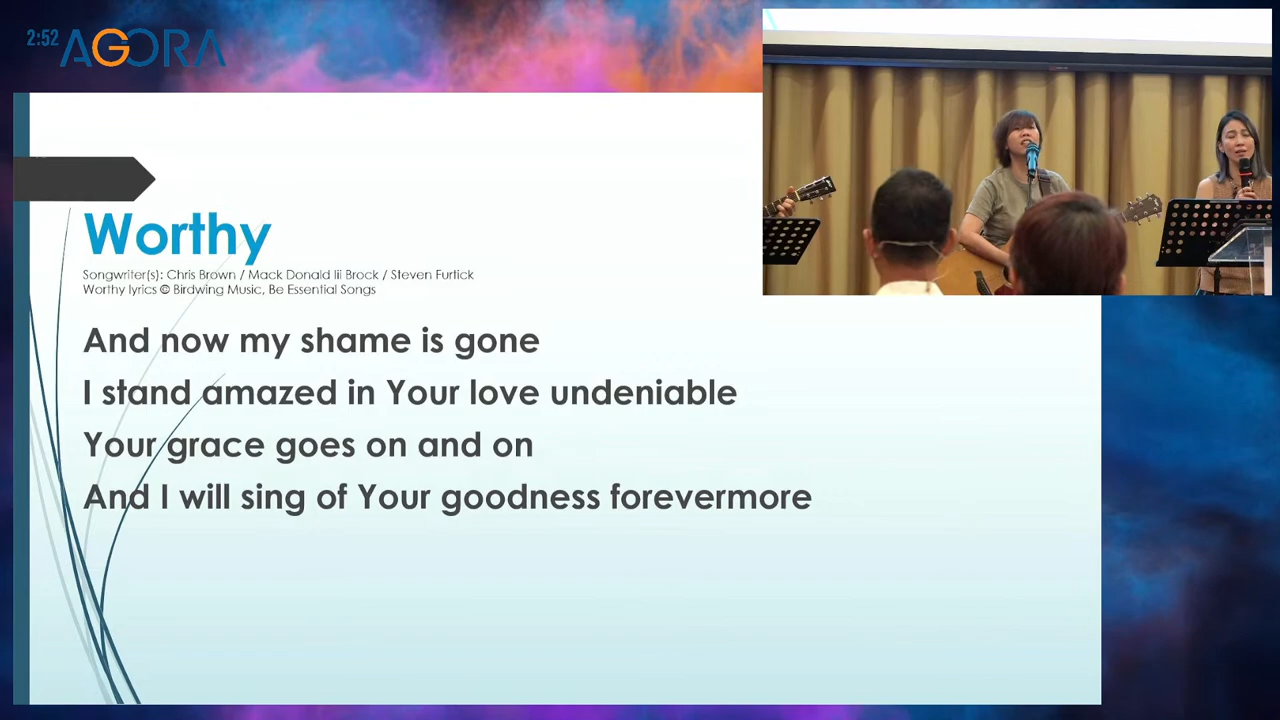 2:52 AGORA
Worthy
Songwriter(s): Chris Brown / Mack Donald Iii Brock / Steven Furtick
Worthy lyrics © Birdwing Music, Be Essential Songs
And now my shame is gone
I stand amazed in Your love undeniable
Your grace goes on and on
And I will sing of Your goodness forevermore